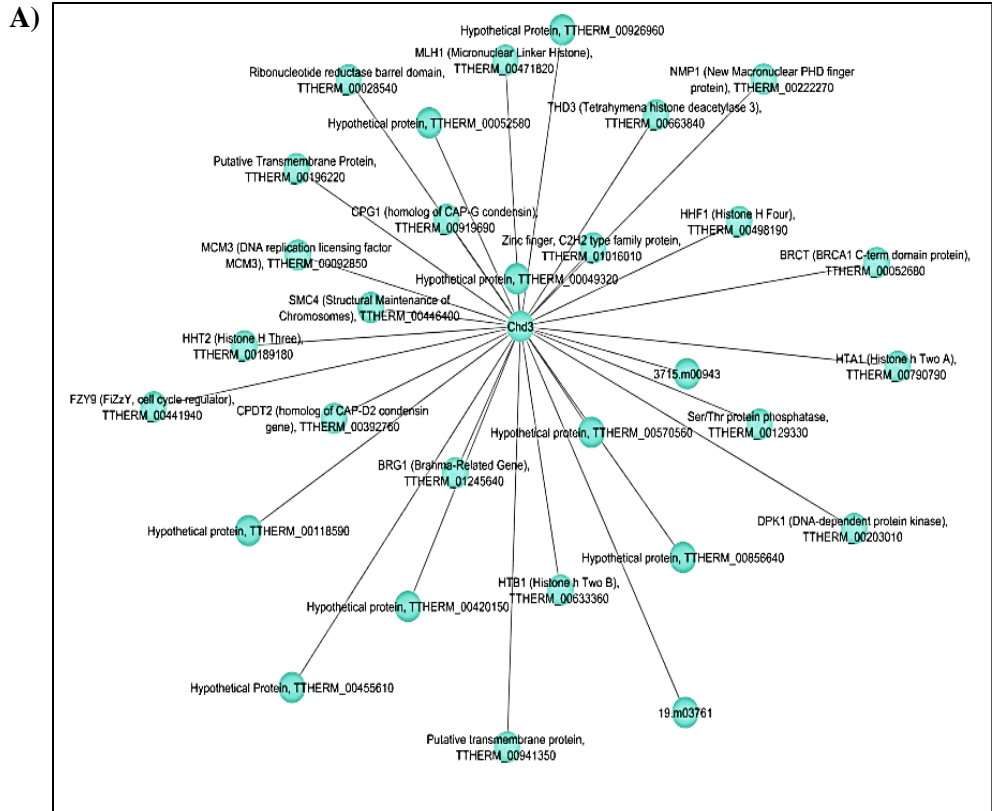 A)
Hypothetical Protein, TTHERM_00926960
MLH1 (Micronuclear Linker Histone),
TTHERM_00471820
Ribonucleotide reductase barrel domain,
TTHERM_00028540
NMP1 (New Macronuclear PHD finger
protein), TTHERM_00222270
THD3 (Tetrahymena histone deacetylase 3),
TTHERM_00663840
Hypothetical protein, TTHERM_00052580
Putative Transmembrane Protein,
TTHERM_00196220
CPG1 (homolog of CAP-G condensin),
TTHERM_00919690
HHF1 (Histone H Four),
TTHERM_00498190
Zinc finger, C2H2 type family protein,
TTHERM_01016010
MCM3 (DNA replication licensing factor
MCM3), TTHERM_00092850
BRCT (BRCA1 C-term domain protein),
TTHERM_00052680
Hypothetical protein, TTHERM_00049320
SMC4 (Structural Maintenance of
Chromosomes), TTHERM_00446400
Chd3
HHT2 (Histone H Three),
TTHERM_00189180
HTA1 (Histone h Two A),
TTHERM_00790790
3715.m00943
FZY9 (FiZzY, cell cycle regulator),
TTHERM_00441940
CPDT2 (homolog of CAP-D2 condensin
gene), TTHERM_00392760
Ser/Thr protein phosphatase,
TTHERM_00129330
Hypothetical protein, TTHERM_00570560
BRG1 (Brahma-Related Gene),
TTHERM_01245640
Hypothetical protein, TTHERM_00118590
DPK1 (DNA-dependent protein kinase),
TTHERM_00203010
Hypothetical protein, TTHERM_00856640
HTB1 (Histone h Two B),
TTHERM_00633360
Hypothetical protein, TTHERM_00420150
Hypothetical Protein, TTHERM_00455610
19.m03761
Putative transmembrane protein,
TTHERM_00941350